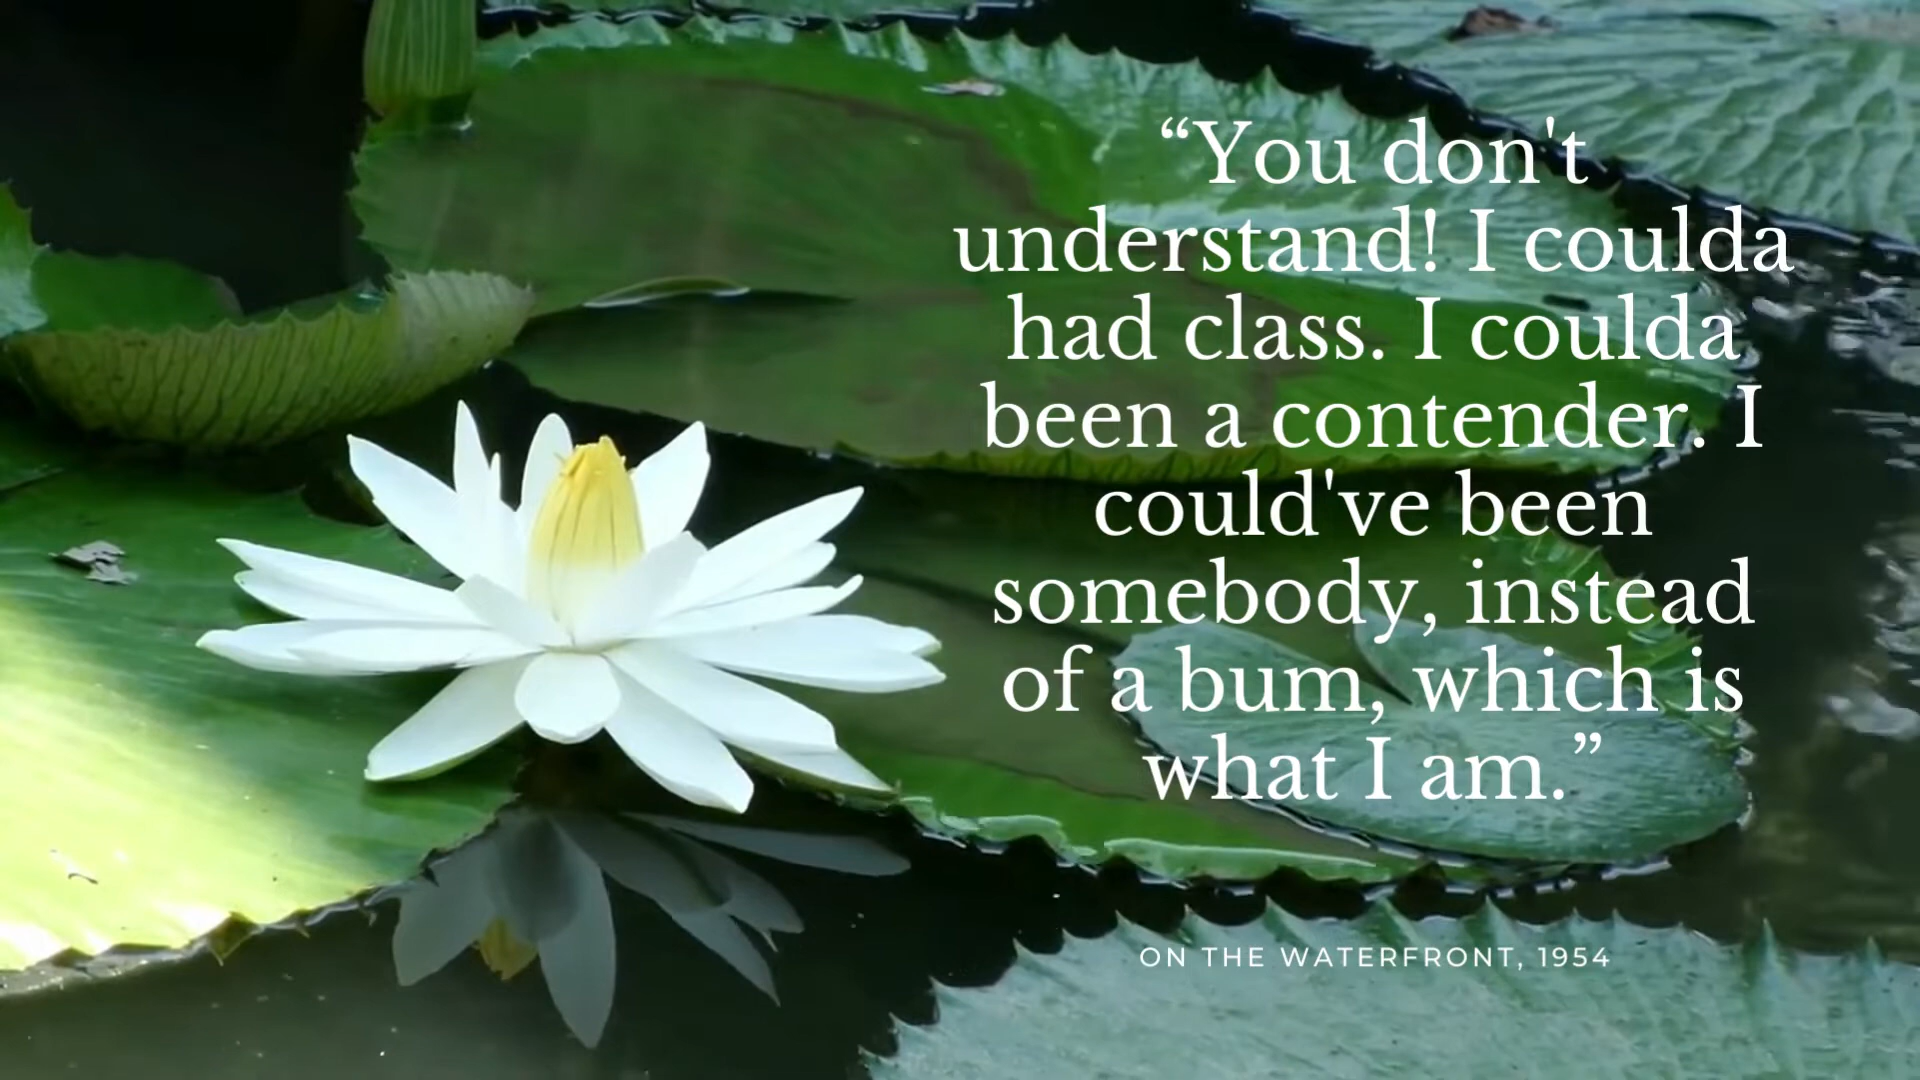 “You don't
understand! I coulda
had class. I coulda
been a contender. I
could've been
somebody, instead
of a bum, which is
what I am.”
ON THE WATERFRONT, 1954